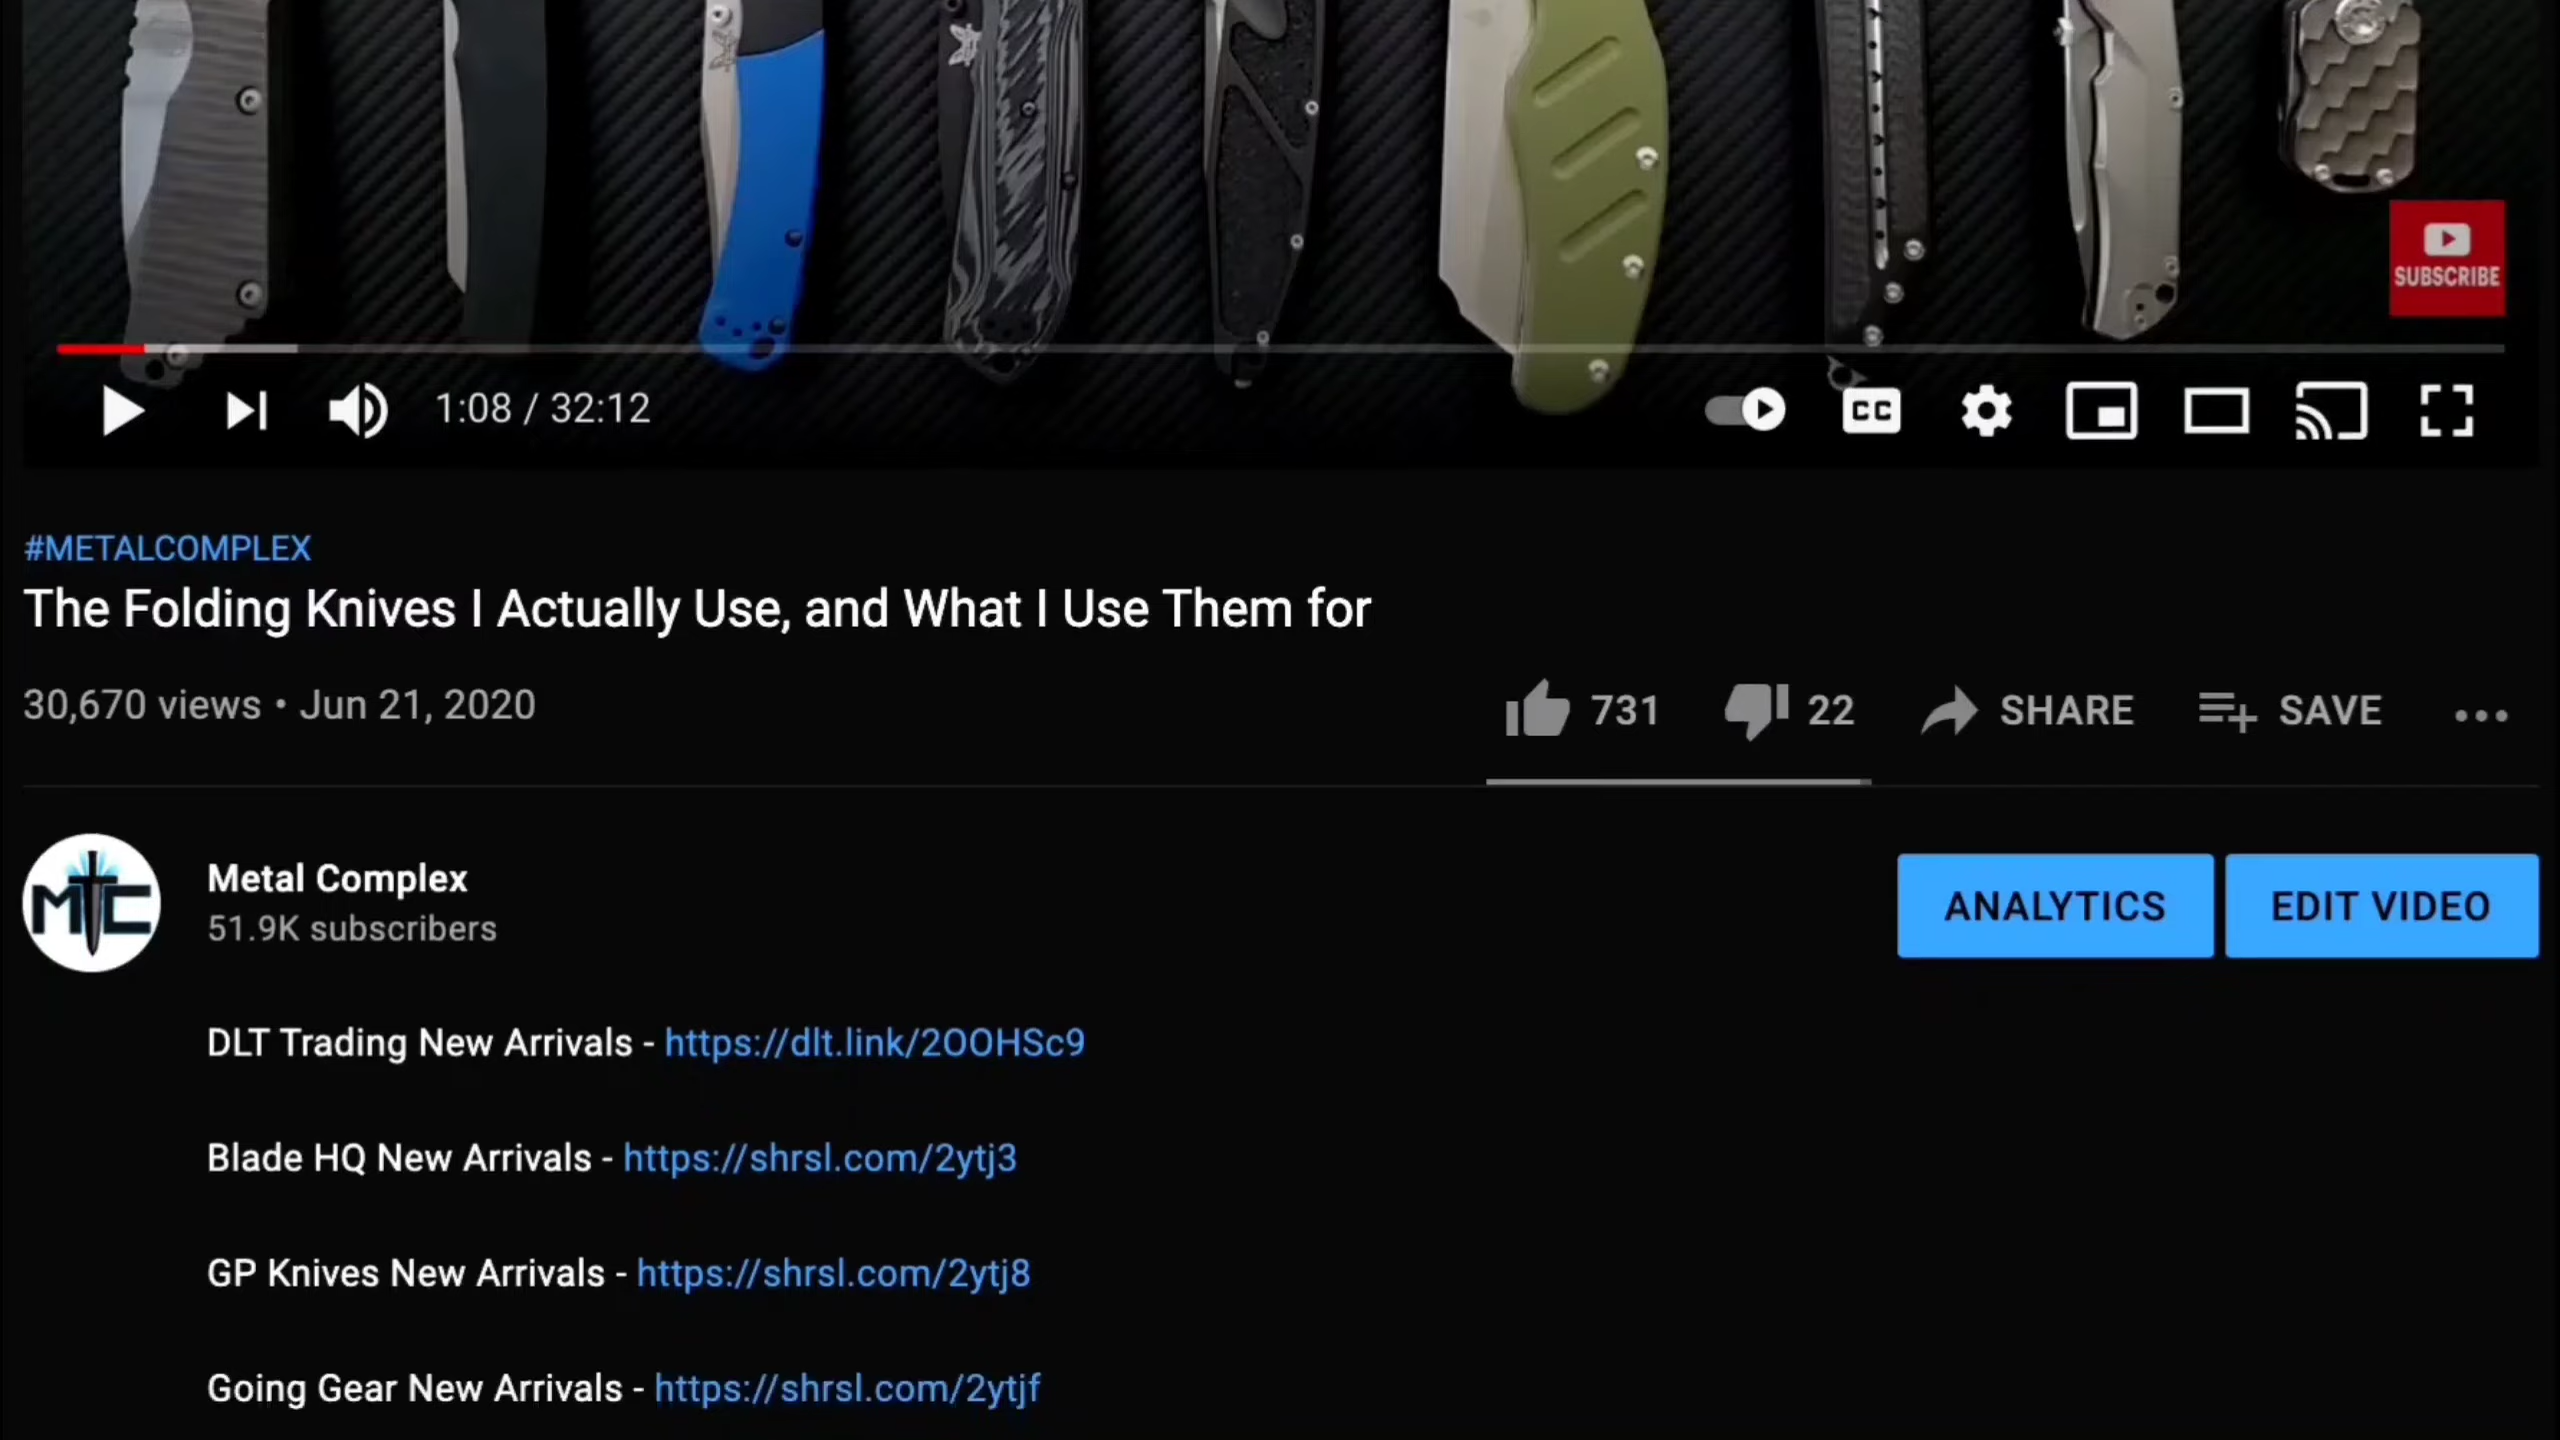 SUBSCRIBE
1:08 / 32:12
CC
#METALCOMPLEX
The Folding Knives I Actually Use, and What I Use Them for
30,670 views • Jun 21, 2020
731 22 SHARE SAVE
MTC
Metal Complex
51.9K subscribers
ANALYTICS EDIT VIDEO
DLT Trading New Arrivals - https://dlt.link/2OOHSc9
Blade HQ New Arrivals - https://shrsl.com/2ytj3
GP Knives New Arrivals - https://shrsl.com/2ytj8
Going Gear New Arrivals - https://shrsl.com/2ytjf